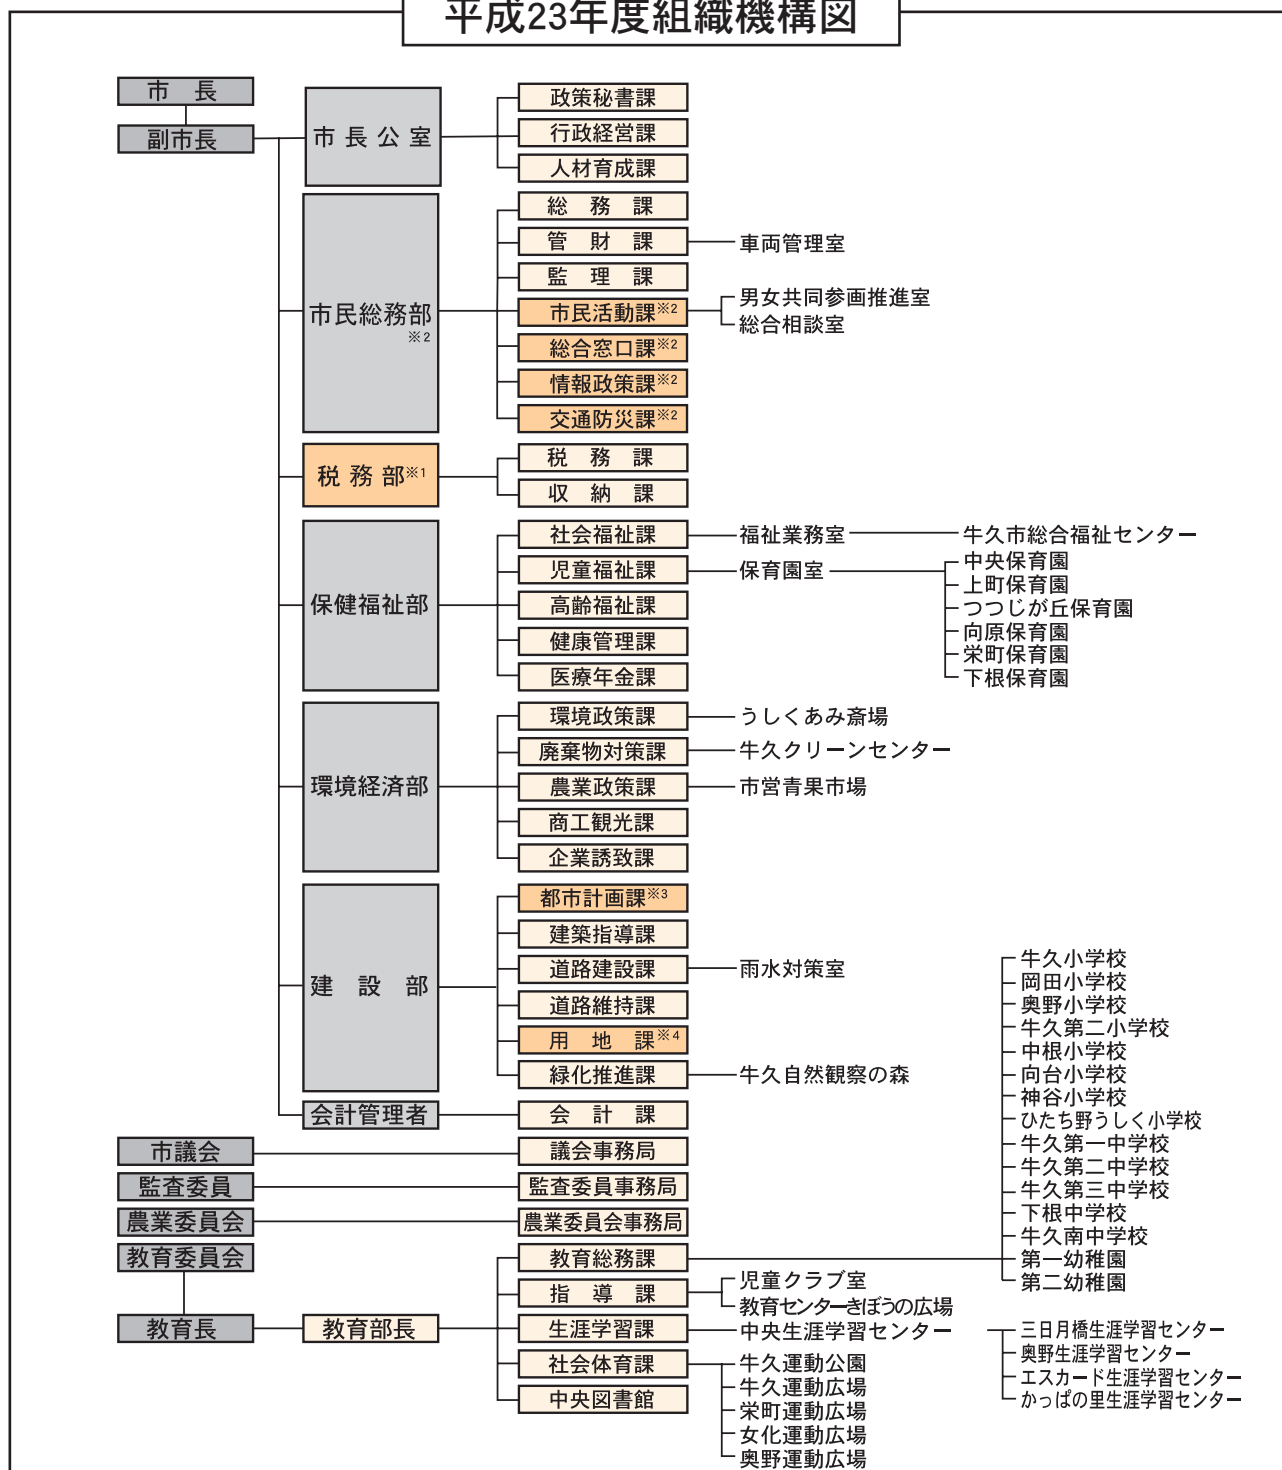 平成23年度組織機構図
市長
副市長
市長公室
政策秘書課
行政経営課
人材育成課
市民総務部
※2
総務課
管財課
車両管理室
監理課
市民活動課※2
男女共同参画推進室
総合相談室
総合窓口課※2
情報政策課※2
交通防災課※2
税務部※1
税務課
収納課
保健福祉部
社会福祉課
福祉業務室
牛久市総合福祉センター
児童福祉課
保育園室
中央保育園
上町保育園
つつじが丘保育園
向原保育園
栄町保育園
下根保育園
高齢福祉課
健康管理課
医療年金課
環境経済部
環境政策課
うしくあみ斎場
廃棄物対策課
牛久クリーンセンター
農業政策課
市営青果市場
商工観光課
企業誘致課
建設部
都市計画課※3
建築指導課
道路建設課
雨水対策室
道路維持課
用地課※4
緑化推進課
牛久自然観察の森
会計管理者
会計課
市議会
議会事務局
監査委員
監査委員事務局
農業委員会
農業委員会事務局
教育委員会
教育長
教育部長
教育総務課
牛久小学校
岡田小学校
奥野小学校
牛久第二小学校
中根小学校
向台小学校
神谷小学校
ひたち野うしく小学校
牛久第一中学校
牛久第二中学校
牛久第三中学校
下根中学校
牛久南中学校
第一幼稚園
第二幼稚園
指導課
児童クラブ室
教育センターきぼうの広場
生涯学習課
中央生涯学習センター
三日月橋生涯学習センター
奥野生涯学習センター
エスカード生涯学習センター
かっぱの里生涯学習センター
社会体育課
牛久運動公園
牛久運動広場
栄町運動広場
女化運動広場
奥野運動広場
中央図書館